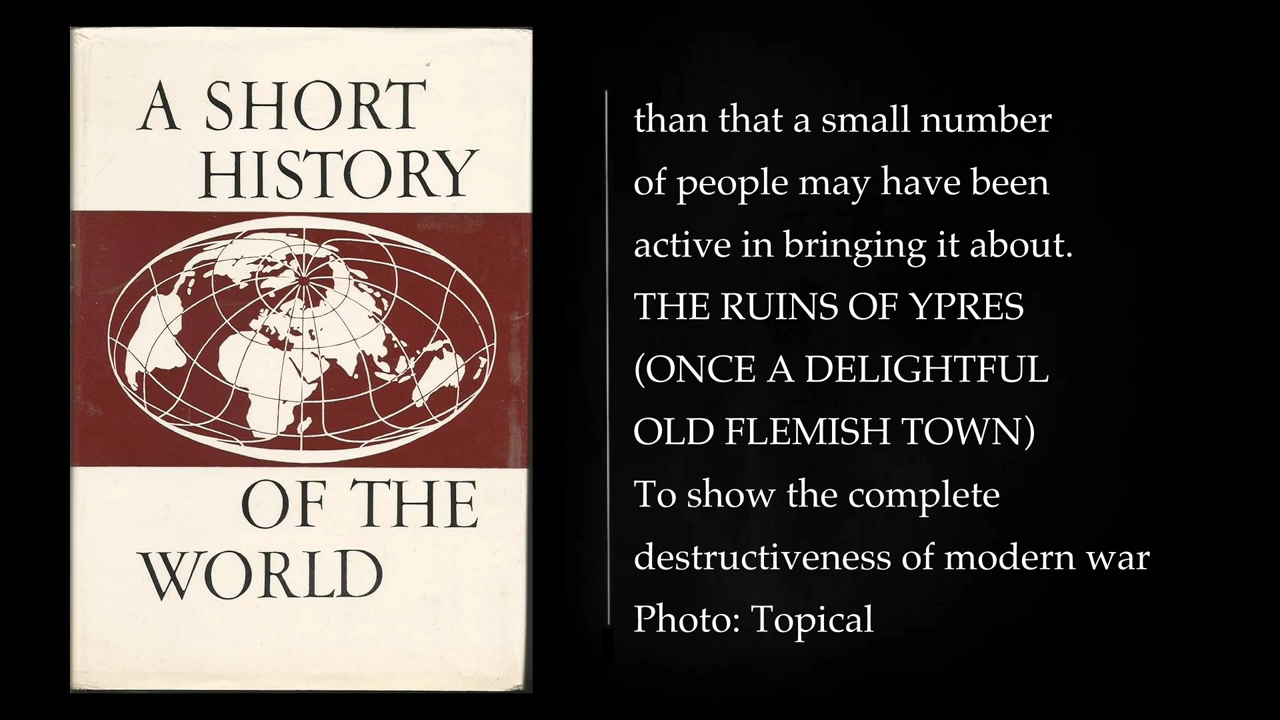 A SHORT
HISTORY
OF THE
WORLD
than that a small number
of people may have been
active in bringing it about.
THE RUINS OF YPRES
(ONCE A DELIGHTFUL
OLD FLEMISH TOWN)
To show the complete
destructiveness of modern war
Photo: Topical